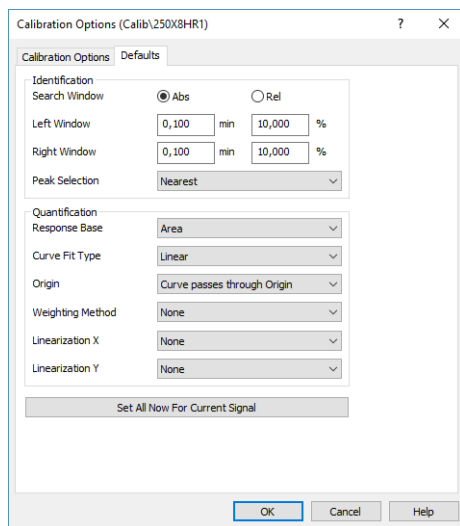 Calibration Options (Calib\250X8HR1) ? ×
Calibration Options Defaults
Identification
Search Window Abs Rel
Left Window 0,100 min 10,000 %
Right Window 0,100 min 10,000 %
Peak Selection Nearest
Quantification
Response Base Area
Curve Fit Type Linear
Origin Curve passes through Origin
Weighting Method None
Linearization X None
Linearization Y None
Set All Now For Current Signal
OK Cancel Help